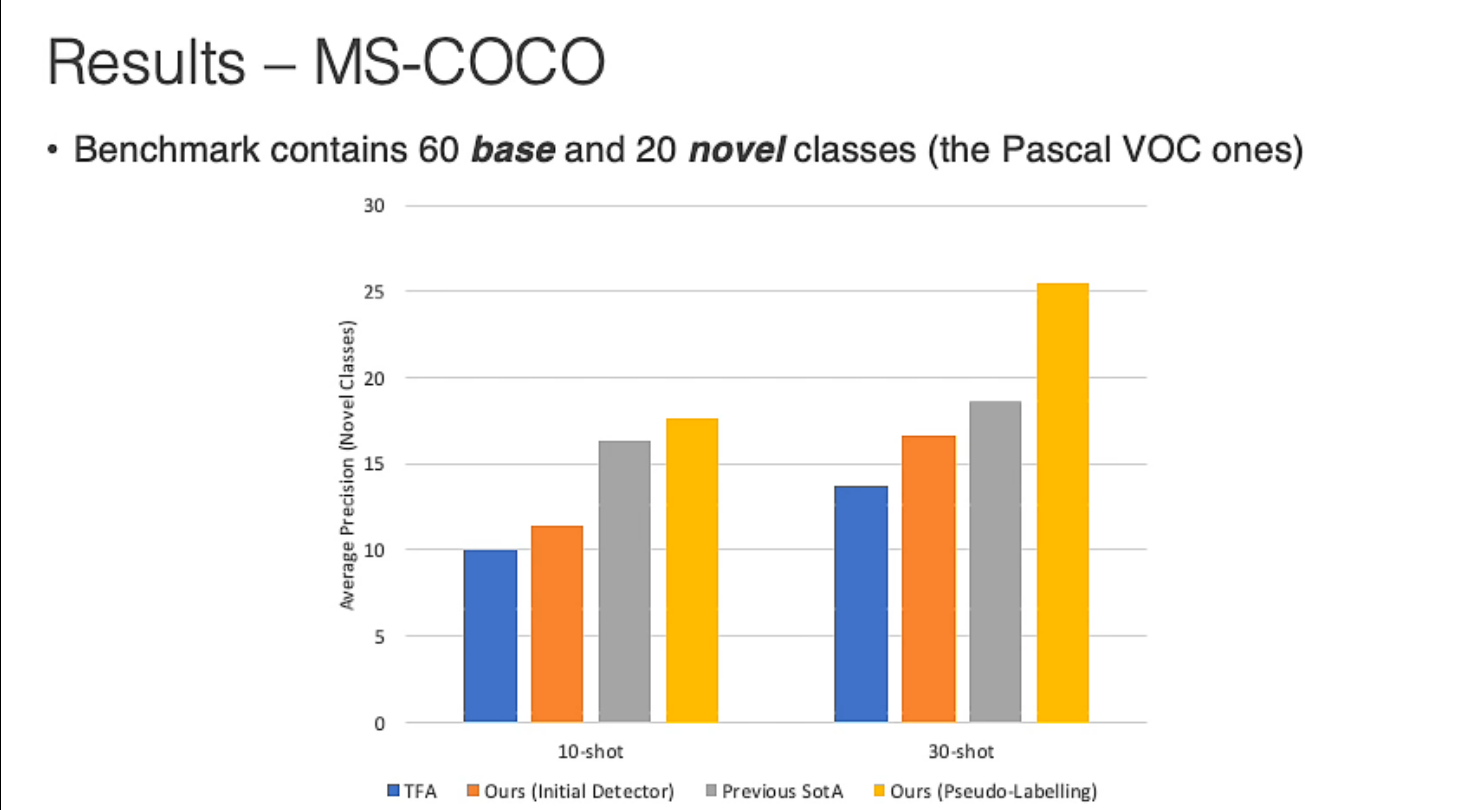 Results – MS-COCO
• Benchmark contains 60 base and 20 novel classes (the Pascal VOC ones)
Average Precision (Novel Classes)
30
25
20
15
10
5
0
10-shot 30-shot
TFA Ours (Initial Detector) Previous SotA Ours (Pseudo-Labelling)